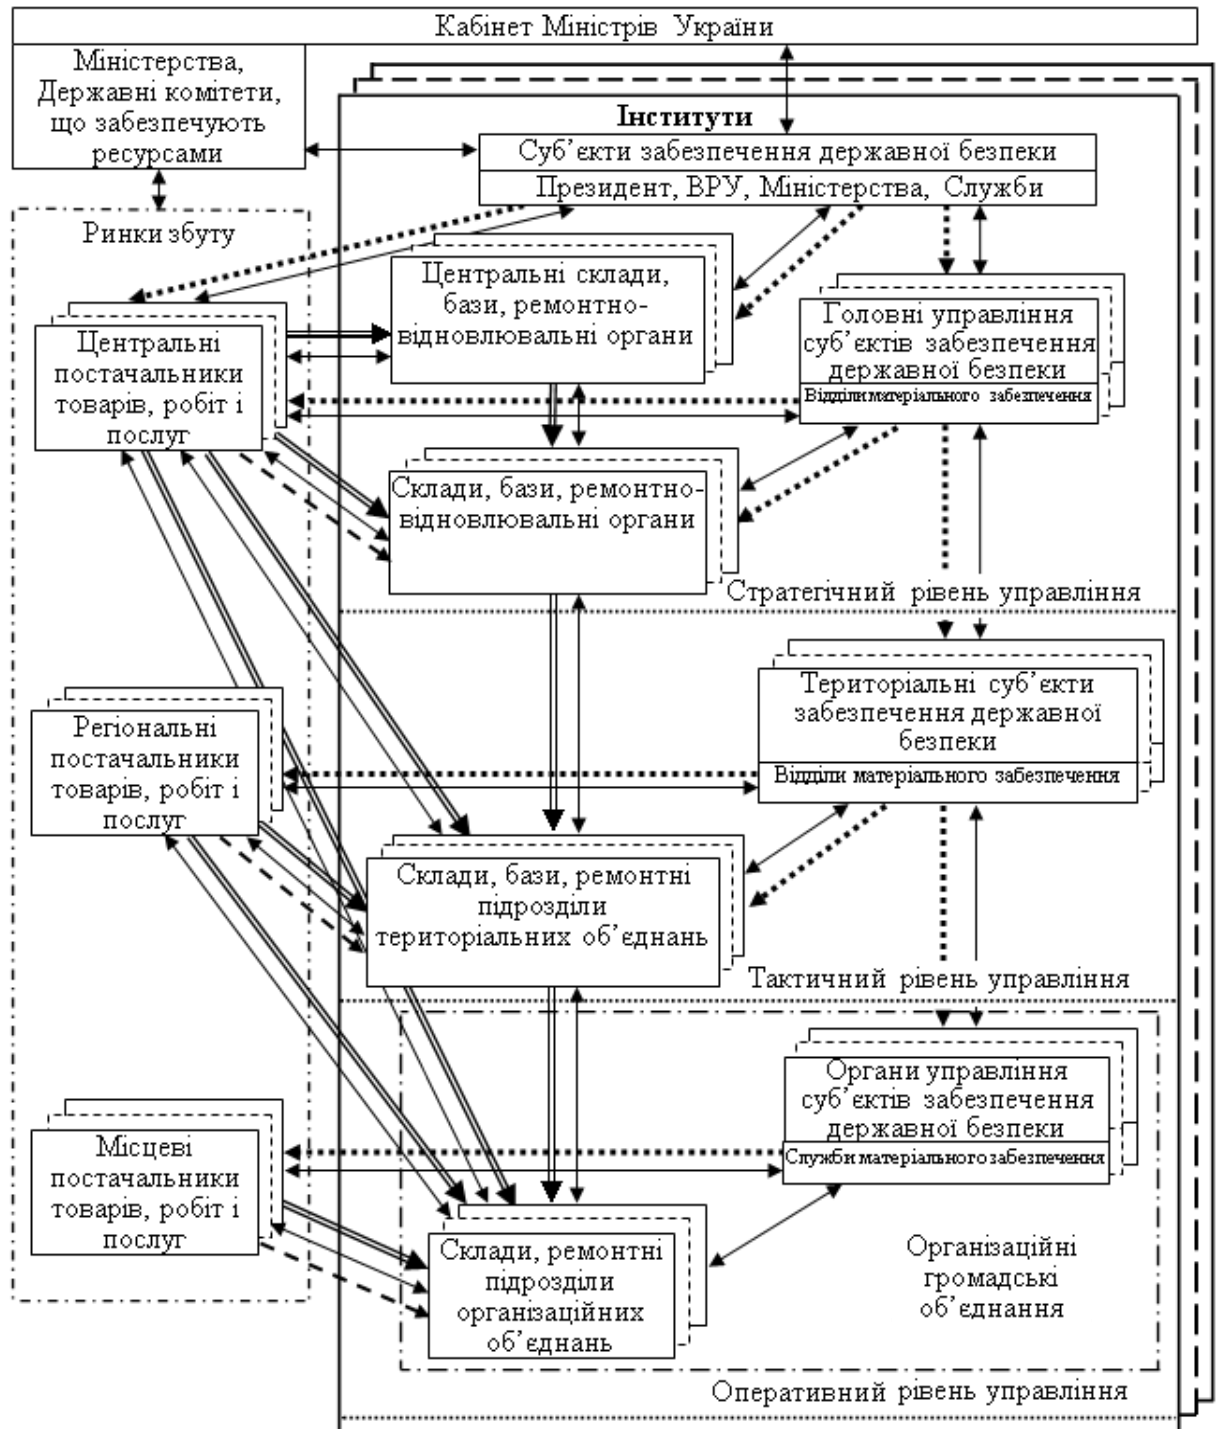 Кабінет Міністрів України
Міністерства,
Державні комітети,
що забезпечують
ресурсами
Інститути
Суб’єкти забезпечення державної безпеки
Президент, ВРУ, Міністерства, Служби
Ринки збуту
Центральні склади,
бази, ремонтно-
відновлювальні органи
Головні управління
суб’єктів забезпечення
державної безпеки
Відділи матеріального забезпечення
Центральні
постачальники
товарів, робіт і
послуг
Склади, бази, ремонтно-
відновлювальні органи
Стратегічний рівень управління
Територіальні суб’єкти
забезпечення державної
безпеки
Відділи матеріального забезпечення
Регіональні
постачальники
товарів, робіт і
послуг
Склади, бази, ремонтні
підрозділи
територіальних об’єднань
Тактичний рівень управління
Органи управління
суб’єктів забезпечення
державної безпеки
Служби матеріального забезпечення
Місцеві
постачальники
товарів, робіт і
послуг
Склади, ремонтні
підрозділи
організаційних
об’єднань
Організаційні
громадські
об’єднання
Оперативний рівень управління